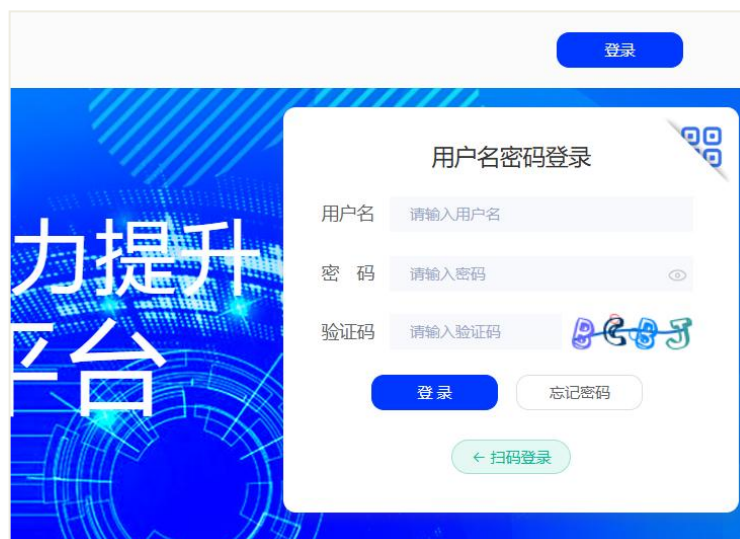 登录
用户名密码登录
力提升
平台
用户名 请输入用户名
密 码 请输入密码
验证码 请输入验证码 BCBJ
登 录 忘记密码
← 扫码登录